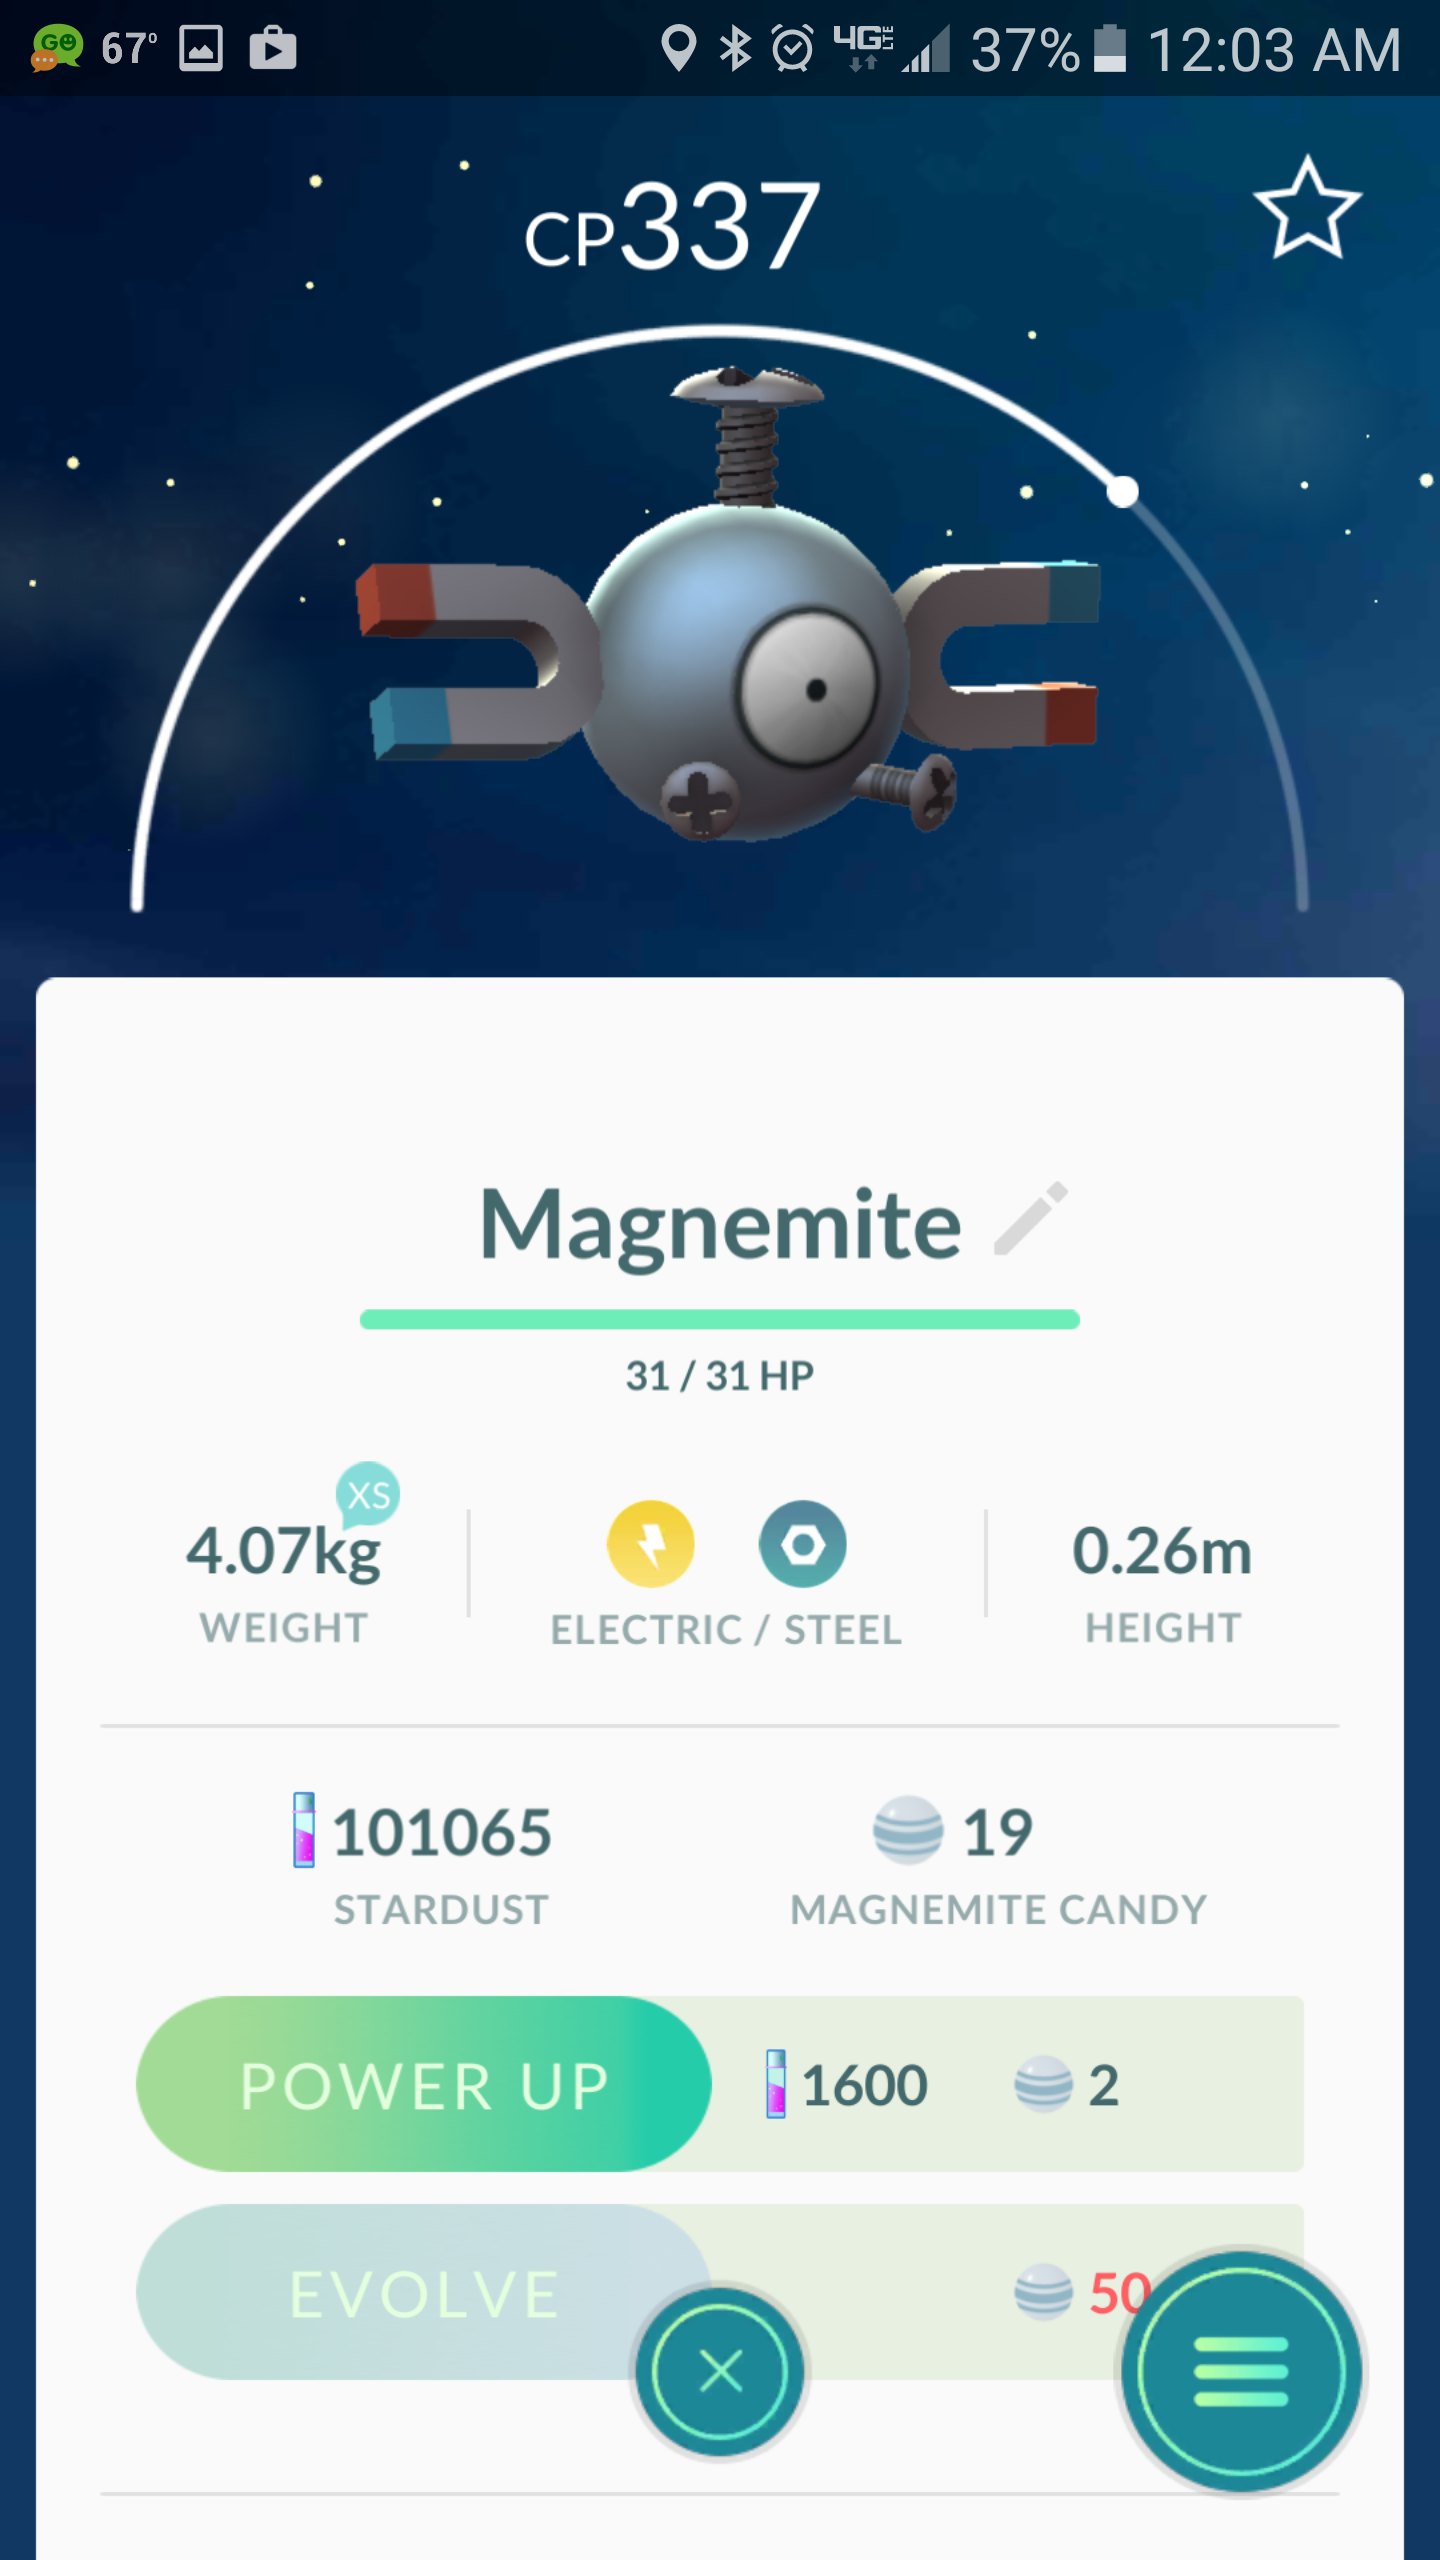 GO 67° 4G LTE 37% 12:03 AM
CP337
Magnemite
31 / 31 HP
XS
4.07kg
WEIGHT
ELECTRIC / STEEL
0.26m
HEIGHT
101065
STARDUST
19
MAGNEMITE CANDY
POWER UP 1600 2
EVOLVE 50